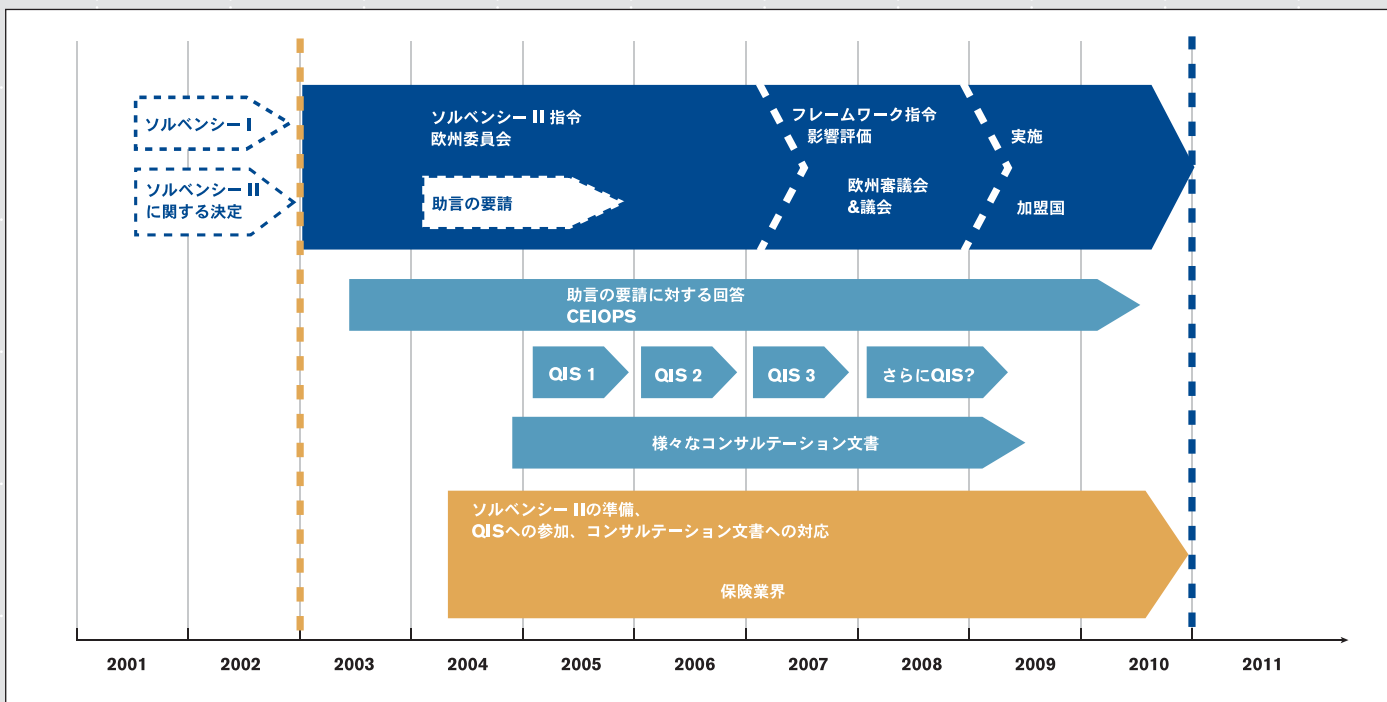 ソルベンシー I
ソルベンシー II
に関する決定
ソルベンシー II 指令
欧州委員会
助言の要請
フレームワーク指令
影響評価
欧州審議会
&議会
実施
加盟国
助言の要請に対する回答
CEIOPS
QIS 1
QIS 2
QIS 3
さらにQIS?
様々なコンサルテーション文書
ソルベンシー IIの準備、
QISへの参加、コンサルテーション文書への対応
保険業界
2001 2002 2003 2004 2005 2006 2007 2008 2009 2010 2011